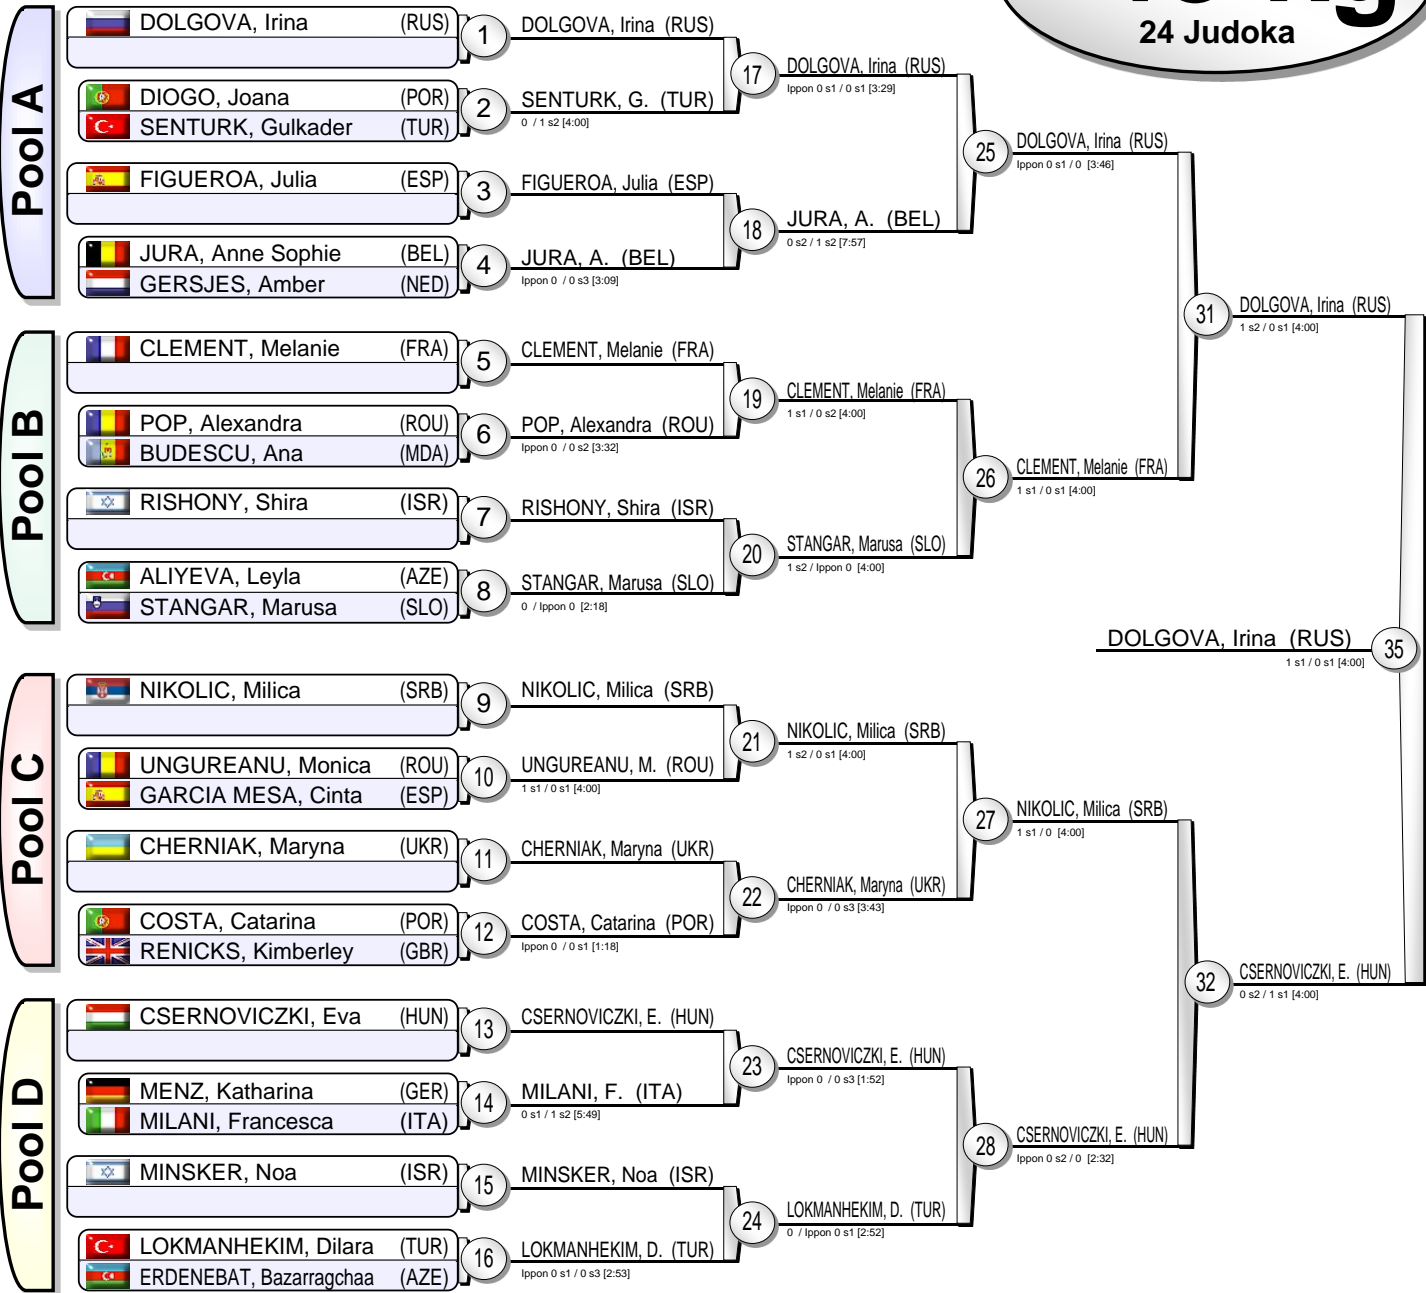 24 Judoka
Pool A
DOLGOVA, Irina (RUS)
1
DIOGO, Joana (POR)
SENTURK, Gulkader (TUR)
2
FIGUEROA, Julia (ESP)
3
JURA, Anne Sophie (BEL)
GERSJES, Amber (NED)
4
Pool B
CLEMENT, Melanie (FRA)
5
POP, Alexandra (ROU)
BUDESCU, Ana (MDA)
6
RISHONY, Shira (ISR)
7
ALIYEVA, Leyla (AZE)
STANGAR, Marusa (SLO)
8
Pool C
NIKOLIC, Milica (SRB)
9
UNGUREANU, Monica (ROU)
GARCIA MESA, Cinta (ESP)
10
CHERNIAK, Maryna (UKR)
11
COSTA, Catarina (POR)
RENICKS, Kimberley (GBR)
12
Pool D
CSERNOVICZKI, Eva (HUN)
13
MENZ, Katharina (GER)
MILANI, Francesca (ITA)
14
MINSKER, Noa (ISR)
15
LOKMANHEKIM, Dilara (TUR)
ERDENEBAT, Bazarragchaa (AZE)
16
DOLGOVA, Irina (RUS)
17
SENTURK, G. (TUR)
0 / 1 s2 [4:00]
FIGUEROA, Julia (ESP)
18
JURA, A. (BEL)
Ippon 0 / 0 s3 [3:09]
CLEMENT, Melanie (FRA)
19
POP, Alexandra (ROU)
Ippon 0 / 0 s2 [3:32]
RISHONY, Shira (ISR)
20
STANGAR, Marusa (SLO)
0 / Ippon 0 [2:18]
NIKOLIC, Milica (SRB)
21
UNGUREANU, M. (ROU)
1 s1 / 0 s1 [4:00]
CHERNIAK, Maryna (UKR)
22
COSTA, Catarina (POR)
Ippon 0 / 0 s1 [1:18]
CSERNOVICZKI, E. (HUN)
23
MILANI, F. (ITA)
0 s1 / 1 s2 [5:49]
MINSKER, Noa (ISR)
24
LOKMANHEKIM, D. (TUR)
Ippon 0 s1 / 0 s3 [2:53]
DOLGOVA, Irina (RUS)
Ippon 0 s1 / 0 s1 [3:29]
25
JURA, A. (BEL)
0 s2 / 1 s2 [7:57]
CLEMENT, Melanie (FRA)
1 s1 / 0 s2 [4:00]
26
STANGAR, Marusa (SLO)
1 s2 / Ippon 0 [4:00]
NIKOLIC, Milica (SRB)
1 s2 / 0 s1 [4:00]
27
CHERNIAK, Maryna (UKR)
Ippon 0 / 0 s3 [3:43]
CSERNOVICZKI, E. (HUN)
Ippon 0 / 0 s3 [1:52]
28
LOKMANHEKIM, D. (TUR)
0 / Ippon 0 s1 [2:52]
DOLGOVA, Irina (RUS)
Ippon 0 s1 / 0 [3:46]
31
CLEMENT, Melanie (FRA)
1 s1 / 0 s1 [4:00]
NIKOLIC, Milica (SRB)
1 s1 / 0 [4:00]
32
CSERNOVICZKI, E. (HUN)
Ippon 0 s2 / 0 [2:32]
DOLGOVA, Irina (RUS)
1 s2 / 0 s1 [4:00]
DOLGOVA, Irina (RUS)
1 s1 / 0 s1 [4:00]
35
CSERNOVICZKI, E. (HUN)
0 s2 / 1 s1 [4:00]